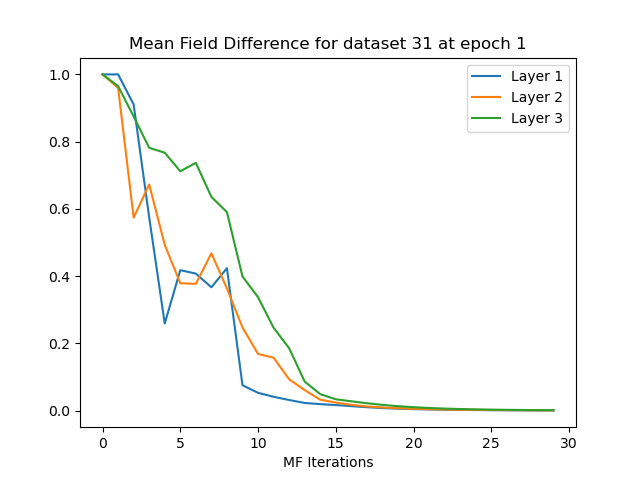 Mean Field Difference for dataset 31 at epoch 1
Layer 1
Layer 2
Layer 3
1.0
0.8
0.6
0.4
0.2
0.0
0 5 10 15 20 25 30
MF Iterations